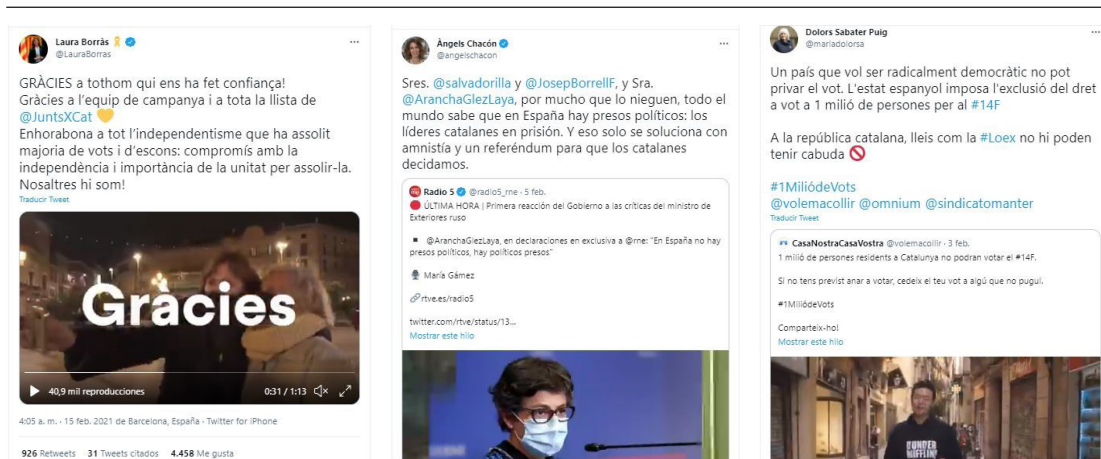 Laura Borràs
@LauraBorras
GRÀCIES a tothom qui ens ha fet confiança!
Gràcies a l'equip de campanya i a tota la llista de
@JuntsXCat
Enhorabona a tot l'independentisme que ha assolit
majoria de vots i d'escons: compromís amb la
independència i importància de la unitat per assolir-la.
Nosaltres hi som!
Traducir Tweet
Gràcies
40,9 mil reproducciones
0:31 / 1:13
4:05 a. m. · 15 feb. 2021 de Barcelona, España · Twitter for iPhone
926 Retweets 31 Tweets citados 4.458 Me gusta
Àngels Chacón
@angelschacon
Sres. @salvadorilla y @JosepBorrellF, y Sra.
@AranchaGlezLaya, por mucho que lo nieguen, todo el
mundo sabe que en España hay presos políticos: los
líderes catalanes en prisión. Y eso solo se soluciona con
amnistía y un referéndum para que los catalanes
decidamos.
Radio 5 @radio5_rne · 5 feb.
ÚLTIMA HORA | Primera reacción del Gobierno a las críticas del ministro de
Exteriores ruso
@AranchaGlezLaya, en declaraciones en exclusiva a @rne: "En España no hay
presos políticos, hay políticos presos"
María Gámez
rtve.es/radio5
twitter.com/rtve/status/13...
Mostrar este hilo
Dolors Sabater Puig
@mariadolorsa
Un país que vol ser radicalment democràtic no pot
privar el vot. L'estat espanyol imposa l'exclusió del dret
a vot a 1 milió de persones per al #14F
A la república catalana, lleis com la #Loex no hi poden
tenir cabuda
#1MiliódeVots
@volemacollir @omnium @sindicatomanter
Traducir Tweet
CasaNostraCasaVostra @volemacollir · 3 feb.
1 milió de persones residents a Catalunya no podran votar el #14F.
Si no tens previst anar a votar, cedeix el teu vot a algú que no pugui.
#1MiliódeVots
Comparteix-ho!
Mostrar este hilo
DUNDER
MIFFLIN